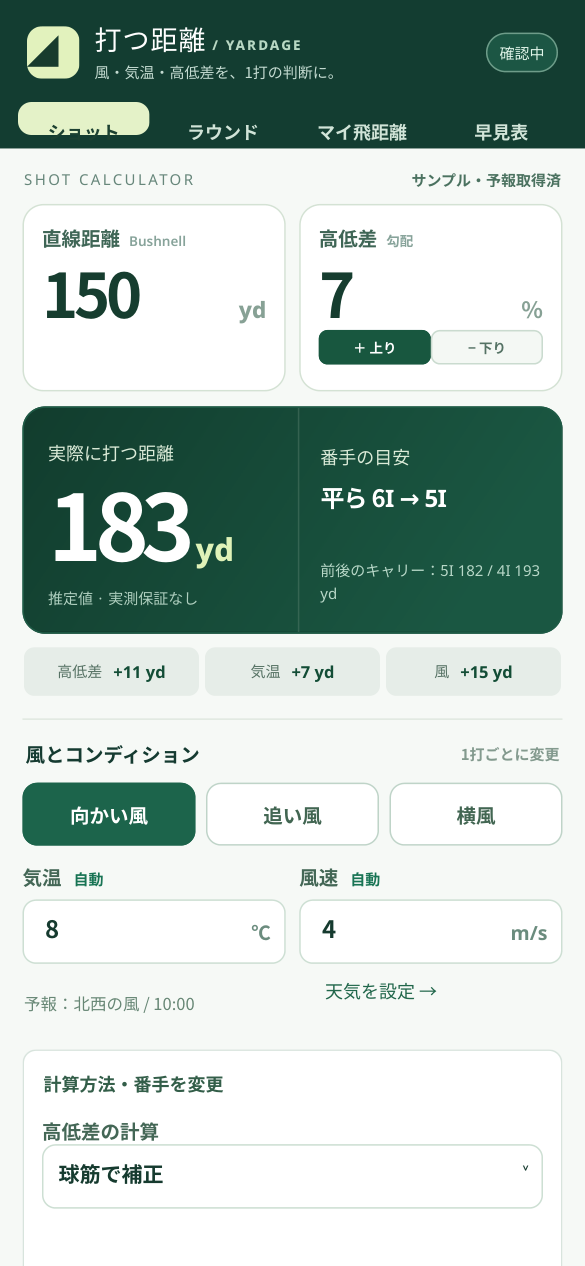 打つ距離 / YARDAGE
風・気温・高低差を、1打の判断に。
確認中
ショット ラウンド マイ飛距離 早見表
SHOT CALCULATOR サンプル・予報取得済
直線距離 Bushnell
150 yd
高低差 勾配
7 %
＋ 上り − 下り
実際に打つ距離
183 yd
推定値 · 実測保証なし
番手の目安
平ら 6I → 5I
前後のキャリー：5I 182 / 4I 193
yd
高低差 +11 yd 気温 +7 yd 風 +15 yd
風とコンディション 1打ごとに変更
向かい風 追い風 横風
気温 自動 風速 自動
8 °C 4 m/s
天気を設定 →
予報：北西の風 / 10:00
計算方法・番手を変更
高低差の計算
球筋で補正 ˅